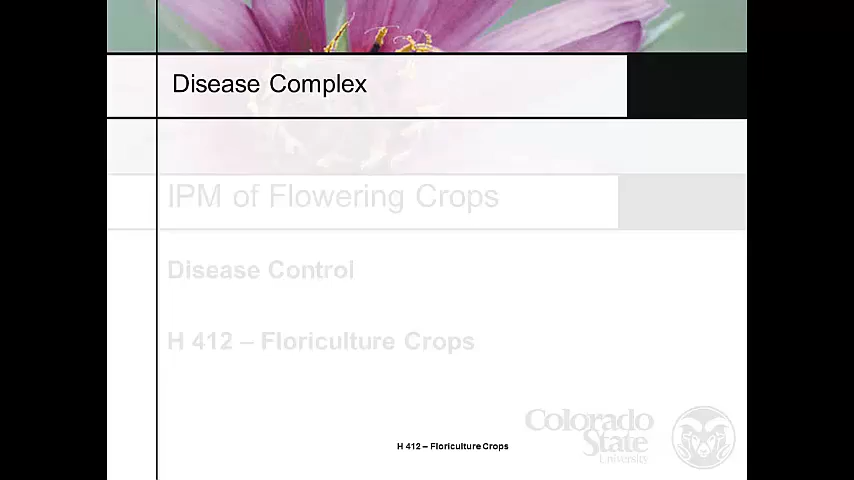 Disease Complex
IPM of Flowering Crops
Disease Control
H 412 – Floriculture Crops
Colorado
State
University
H 412 – Floriculture Crops